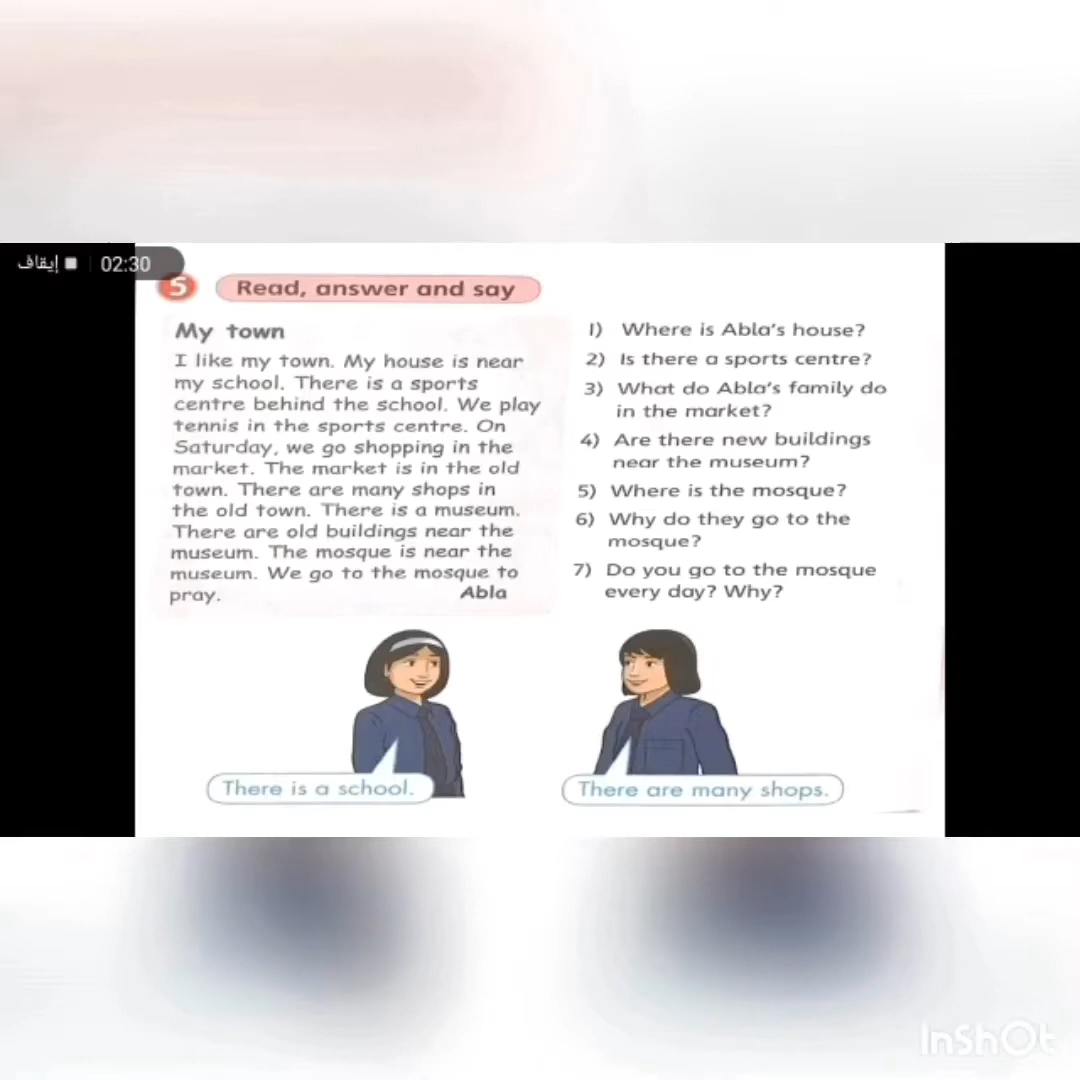 إيقاف 02:30
5 Read, answer and say
My town
I like my town. My house is near
my school. There is a sports
centre behind the school. We play
tennis in the sports centre. On
Saturday, we go shopping in the
market. The market is in the old
town. There are many shops in
the old town. There is a museum.
There are old buildings near the
museum. The mosque is near the
museum. We go to the mosque to
pray. Abla
1) Where is Abla's house?
2) Is there a sports centre?
3) What do Abla's family do
in the market?
4) Are there new buildings
near the museum?
5) Where is the mosque?
6) Why do they go to the
mosque?
7) Do you go to the mosque
every day? Why?
There is a school.
There are many shops.
InShOt